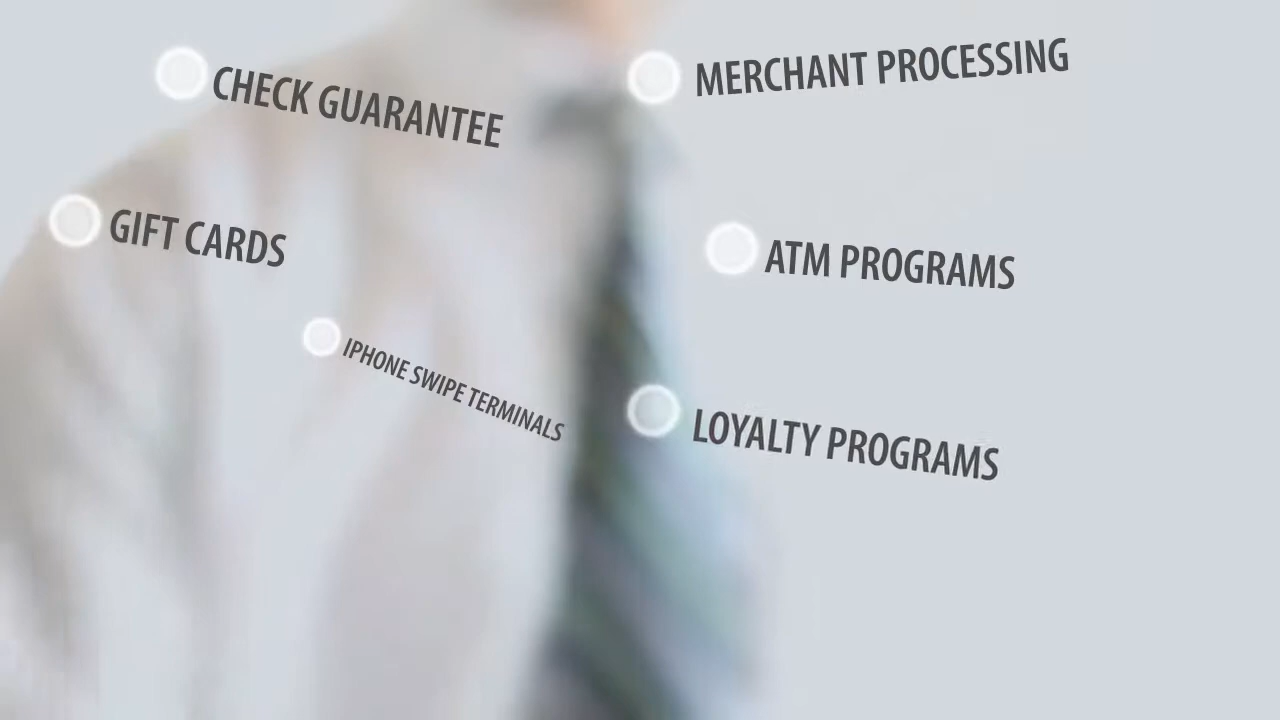 CHECK GUARANTEE
MERCHANT PROCESSING
GIFT CARDS
ATM PROGRAMS
IPHONE SWIPE TERMINALS
LOYALTY PROGRAMS